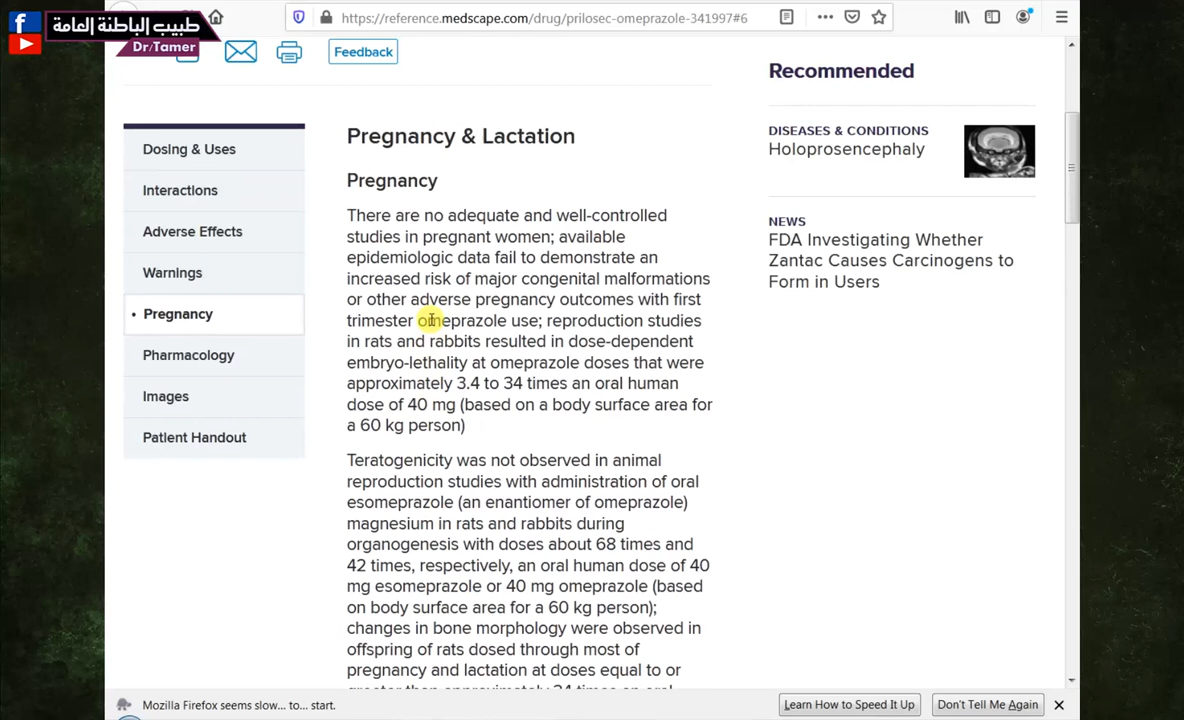 طبيب الباطنة العامة
Dr/Tamer
https://reference.medscape.com/drug/prilosec-omeprazole-341997#6
Feedback
Dosing & Uses
Interactions
Adverse Effects
Warnings
• Pregnancy
Pharmacology
Images
Patient Handout
Pregnancy & Lactation
Pregnancy
There are no adequate and well-controlled
studies in pregnant women; available
epidemiologic data fail to demonstrate an
increased risk of major congenital malformations
or other adverse pregnancy outcomes with first
trimester omeprazole use; reproduction studies
in rats and rabbits resulted in dose-dependent
embryo-lethality at omeprazole doses that were
approximately 3.4 to 34 times an oral human
dose of 40 mg (based on a body surface area for
a 60 kg person)
Teratogenicity was not observed in animal
reproduction studies with administration of oral
esomeprazole (an enantiomer of omeprazole)
magnesium in rats and rabbits during
organogenesis with doses about 68 times and
42 times, respectively, an oral human dose of 40
mg esomeprazole or 40 mg omeprazole (based
on body surface area for a 60 kg person);
changes in bone morphology were observed in
offspring of rats dosed through most of
pregnancy and lactation at doses equal to or
Recommended
DISEASES & CONDITIONS
Holoprosencephaly
NEWS
FDA Investigating Whether
Zantac Causes Carcinogens to
Form in Users
Mozilla Firefox seems slow... to... start.
Learn How to Speed It Up
Don't Tell Me Again